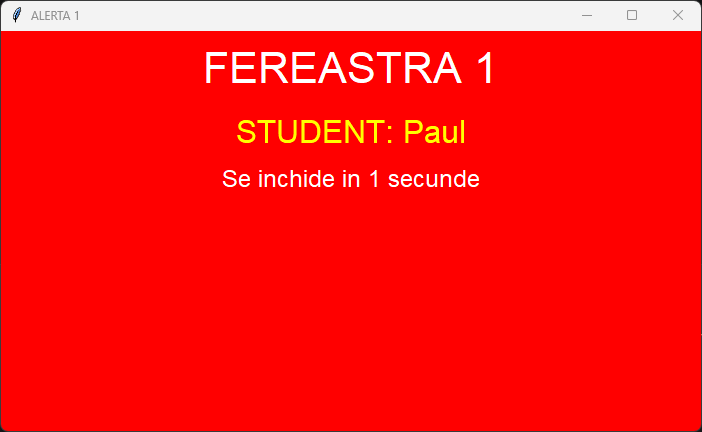 ALERTA 1
FEREASTRA 1
STUDENT: Paul
Se inchide in 1 secunde